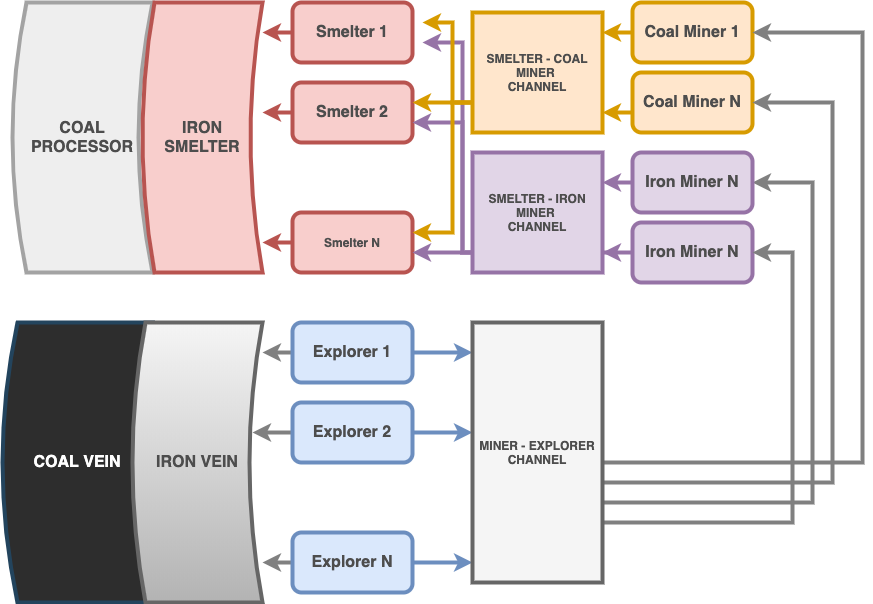 COAL
PROCESSOR
IRON
SMELTER
Smelter 1
Smelter 2
Smelter N
SMELTER - COAL
MINER
CHANNEL
Coal Miner 1
Coal Miner N
SMELTER - IRON
MINER
CHANNEL
Iron Miner N
Iron Miner N
COAL VEIN
IRON VEIN
Explorer 1
Explorer 2
Explorer N
MINER - EXPLORER
CHANNEL